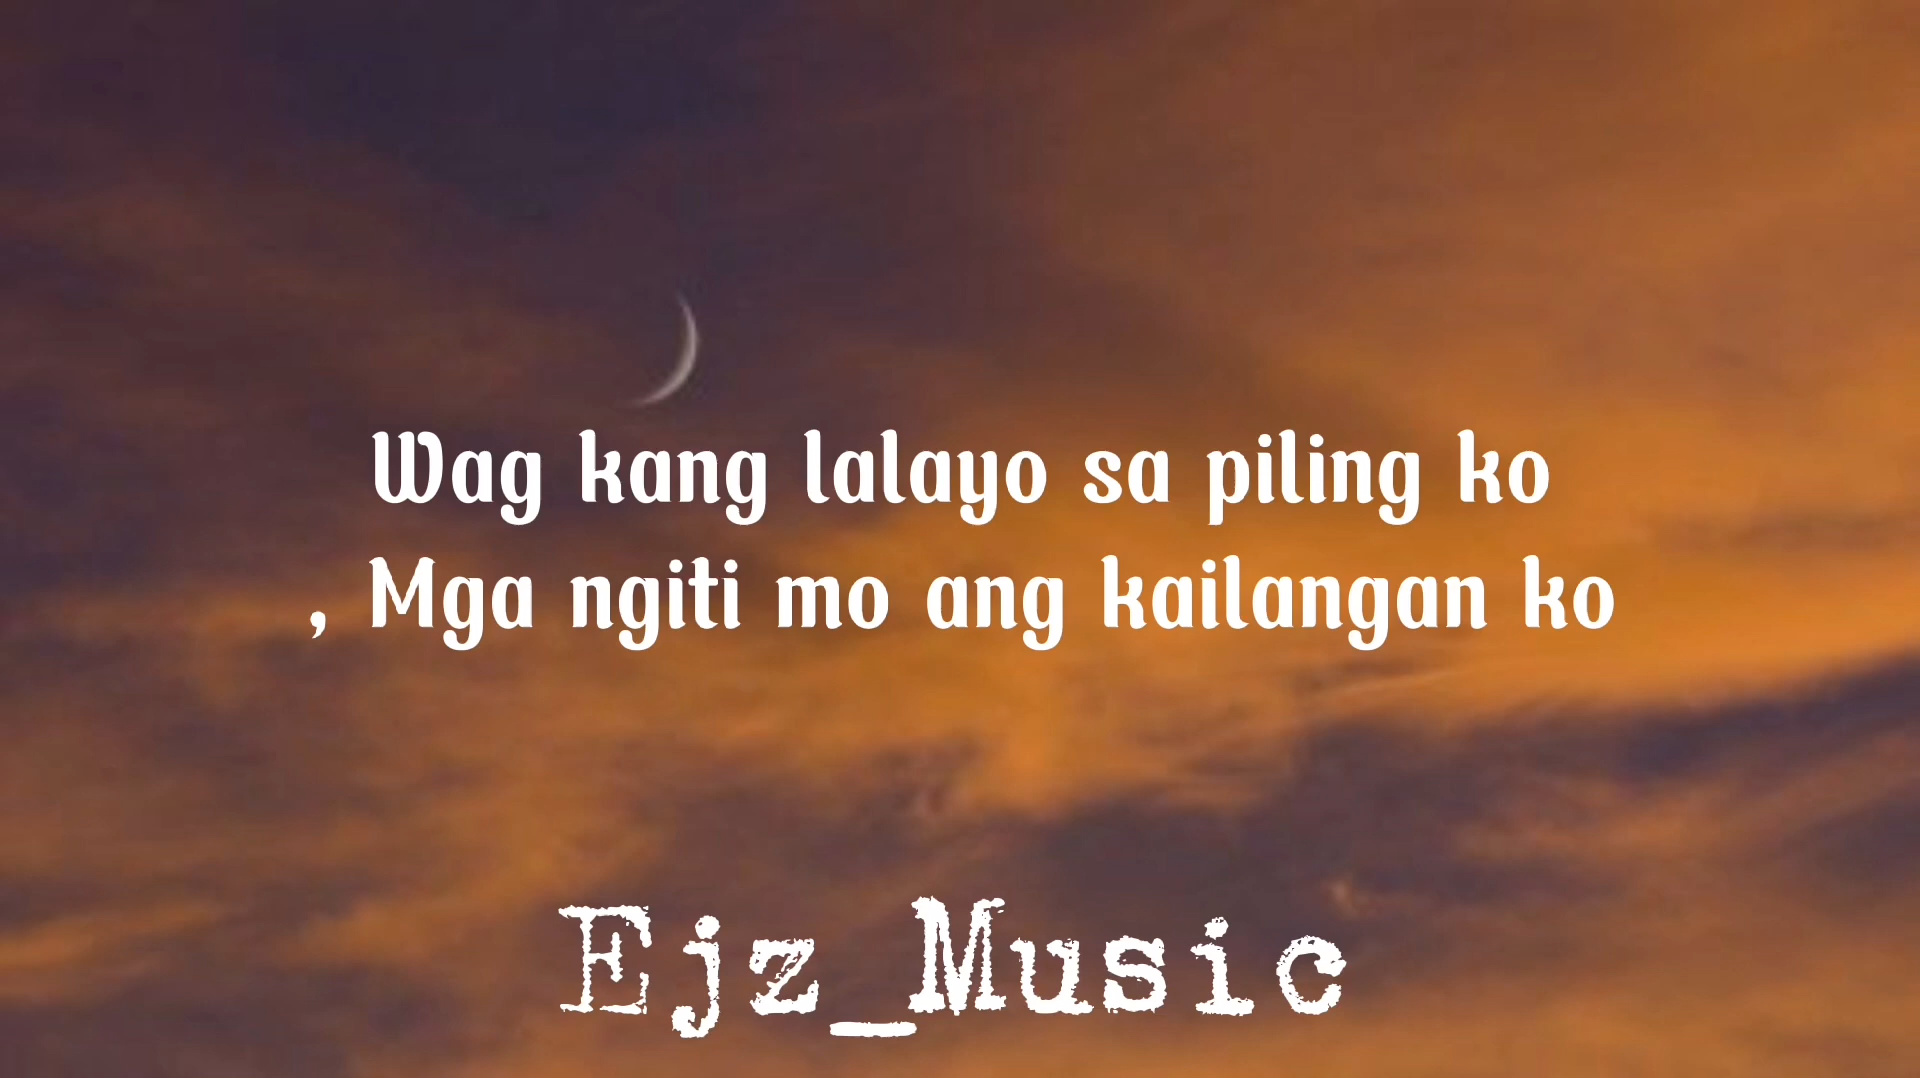 Wag kang lalayo sa piling ko
, Mga ngiti mo ang kailangan ko
Ejz_Music